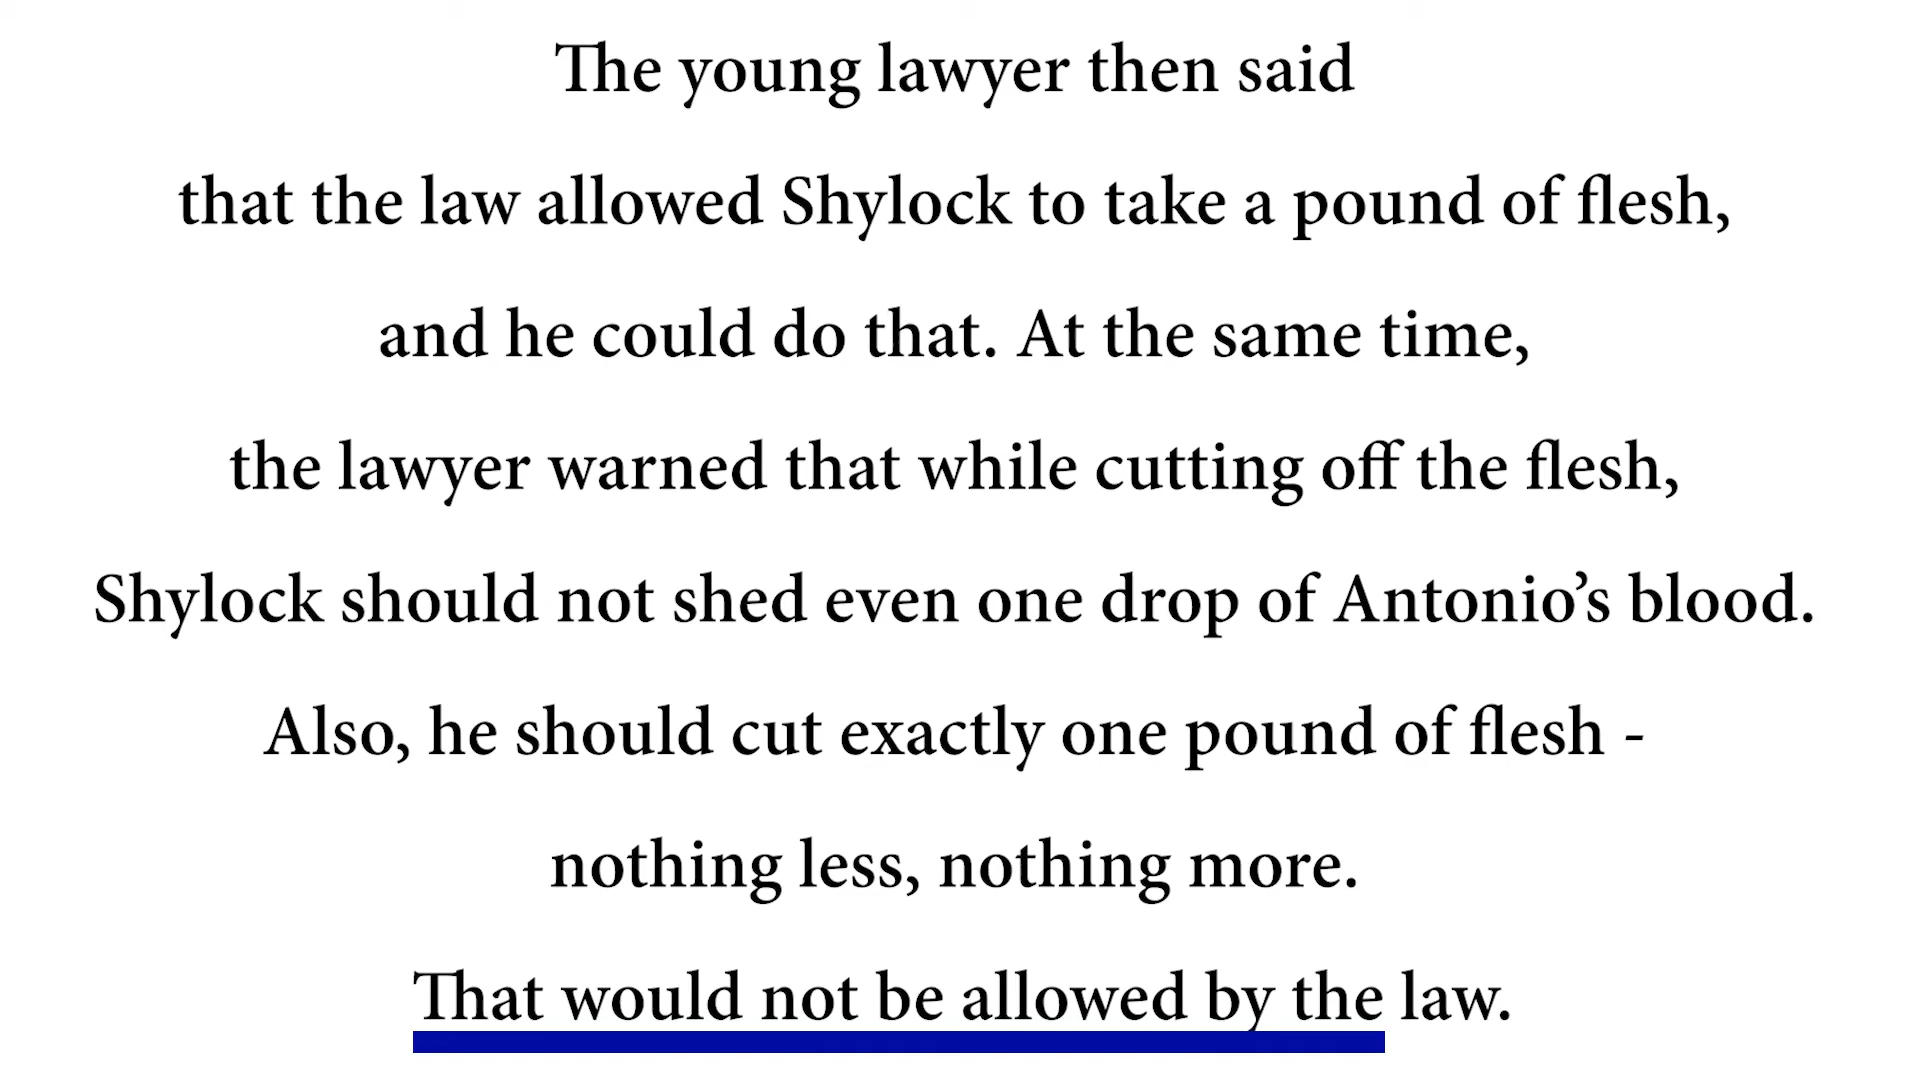 The young lawyer then said
that the law allowed Shylock to take a pound of flesh,
and he could do that. At the same time,
the lawyer warned that while cutting off the flesh,
Shylock should not shed even one drop of Antonio’s blood.
Also, he should cut exactly one pound of flesh -
nothing less, nothing more.
That would not be allowed by the law.